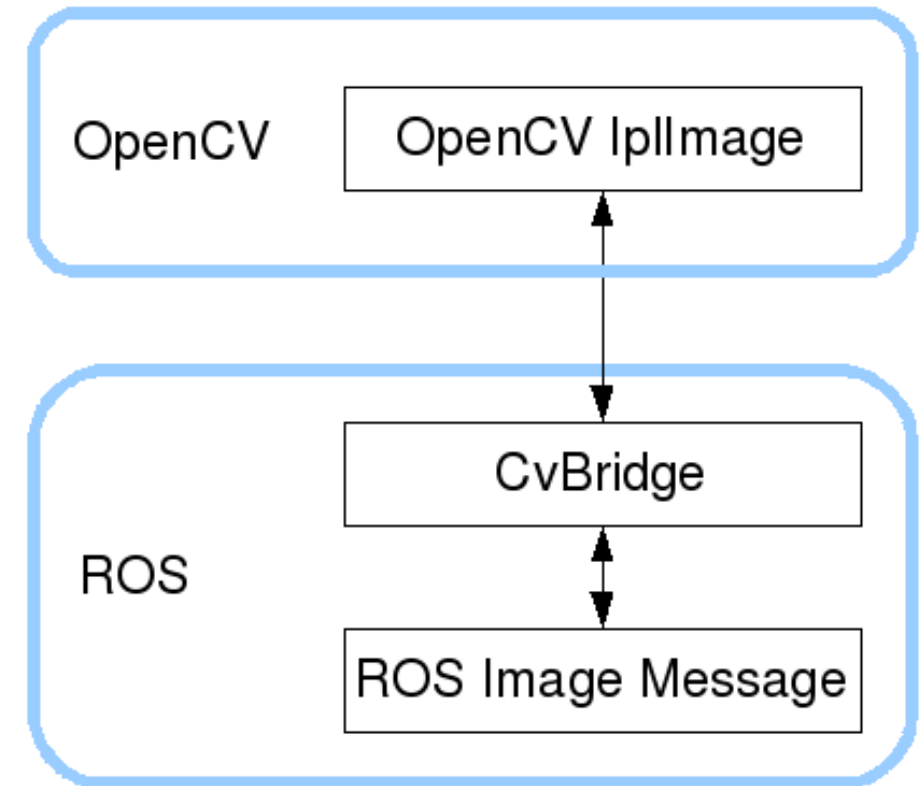 OpenCV
OpenCV IplImage
CvBridge
ROS
ROS Image Message